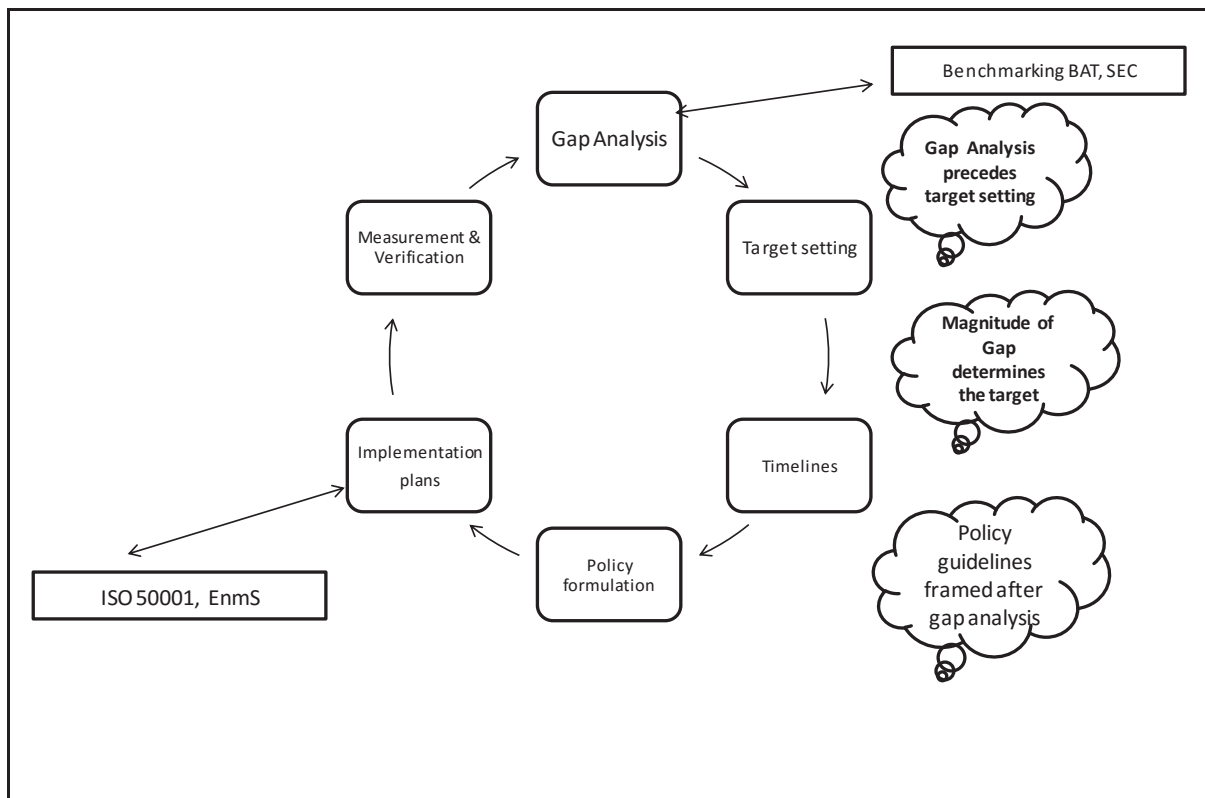 Benchmarking BAT, SEC
Gap Analysis
Gap Analysis
precedes
target setting
Measurement &
Verification
Target setting
Magnitude of
Gap
determines
the target
Implementation
plans
Timelines
Policy
formulation
Policy
guidelines
framed after
gap analysis
ISO 50001, EnmS